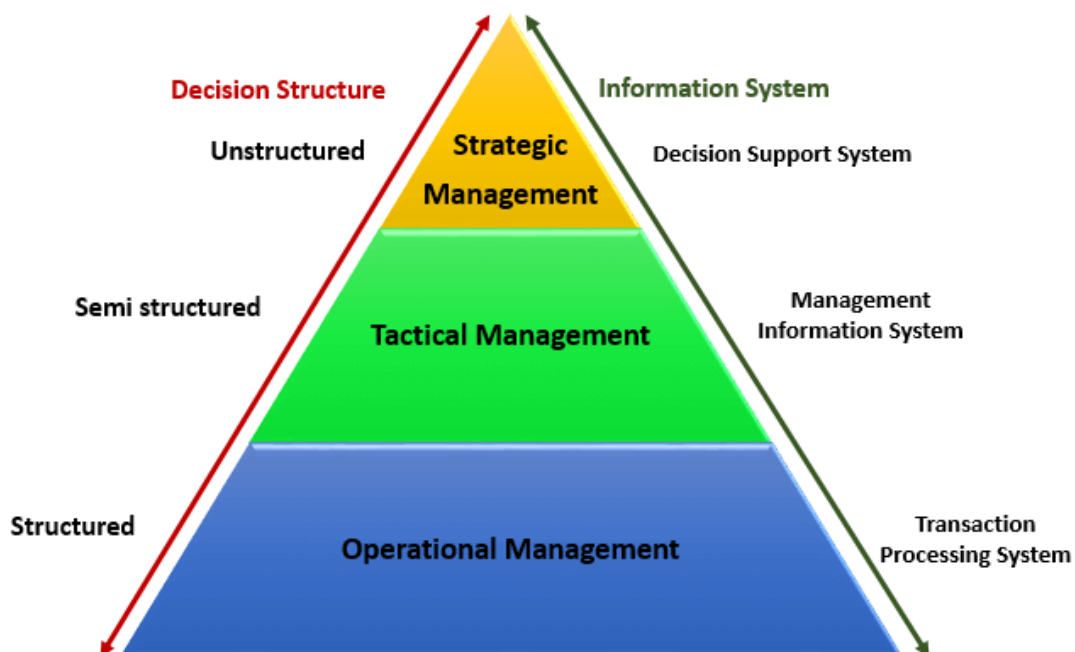 Decision Structure
Information System
Unstructured
Strategic
Management
Decision Support System
Semi structured
Tactical Management
Management
Information System
Structured
Operational Management
Transaction
Processing System